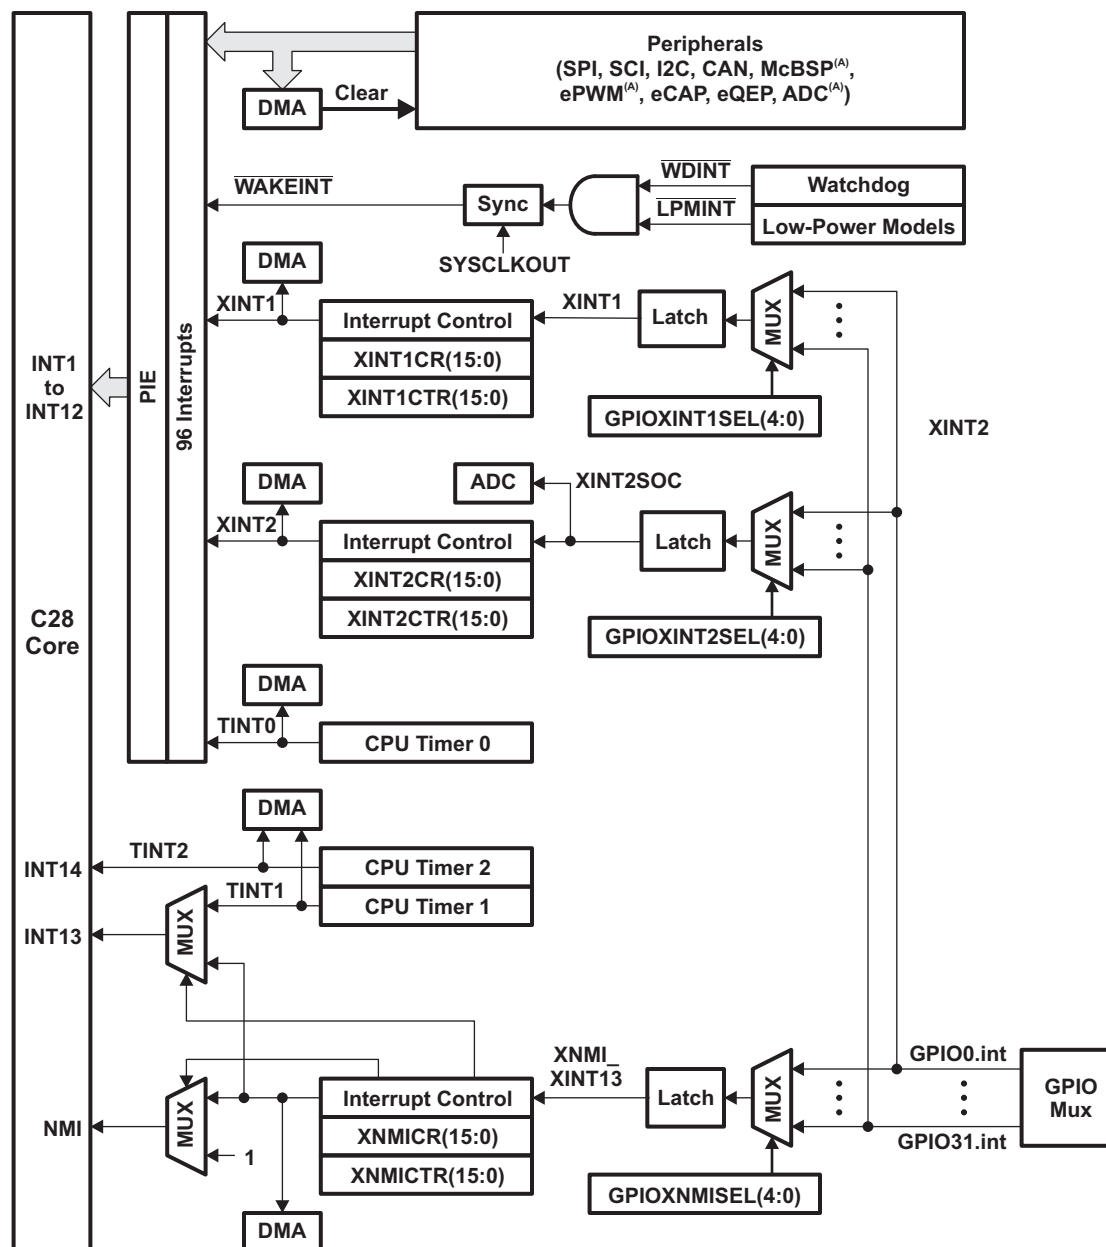 Peripherals
(SPI, SCI, I2C, CAN, McBSP(A),
ePWM(A), eCAP, eQEP, ADC(A))
DMA
Clear
WAKEINT
Sync
SYSCLKOUT
WDINT
LPMINT
Watchdog
Low-Power Models
DMA
XINT1
Interrupt Control
XINT1CR(15:0)
XINT1CTR(15:0)
XINT1
Latch
MUX
GPIOXINT1SEL(4:0)
INT1
to
INT12
PIE
96 Interrupts
XINT2
DMA
XINT2
Interrupt Control
XINT2CR(15:0)
XINT2CTR(15:0)
ADC
XINT2SOC
Latch
MUX
GPIOXINT2SEL(4:0)
C28
Core
DMA
TINT0
CPU Timer 0
DMA
INT14
TINT2
CPU Timer 2
TINT1
CPU Timer 1
INT13
MUX
NMI
MUX
1
Interrupt Control
XNMICR(15:0)
XNMICTR(15:0)
DMA
XNMI_
XINT13
Latch
MUX
GPIOXNMISEL(4:0)
GPIO0.int
GPIO31.int
GPIO
Mux